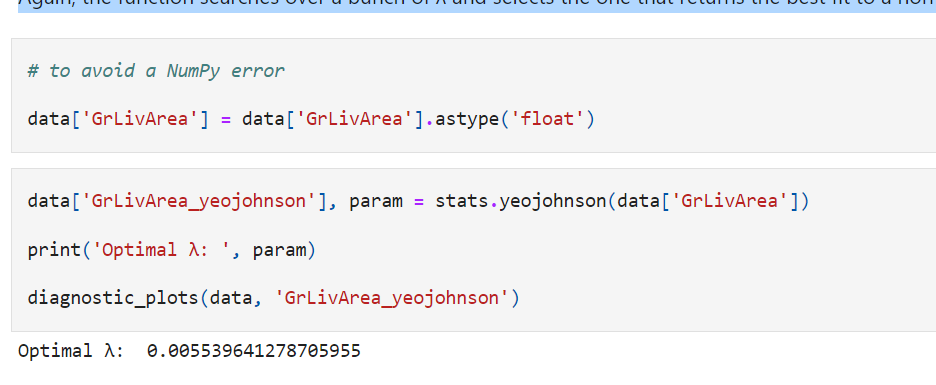 Again, the function searches over a bunch of λ and selects the one that returns the best fit to a
# to avoid a NumPy error
data['GrLivArea'] = data['GrLivArea'].astype('float')
data['GrLivArea_yeojohnson'], param = stats.yeojohnson(data['GrLivArea'])
print('Optimal λ: ', param)
diagnostic_plots(data, 'GrLivArea_yeojohnson')
Optimal λ:  0.005539641278705955